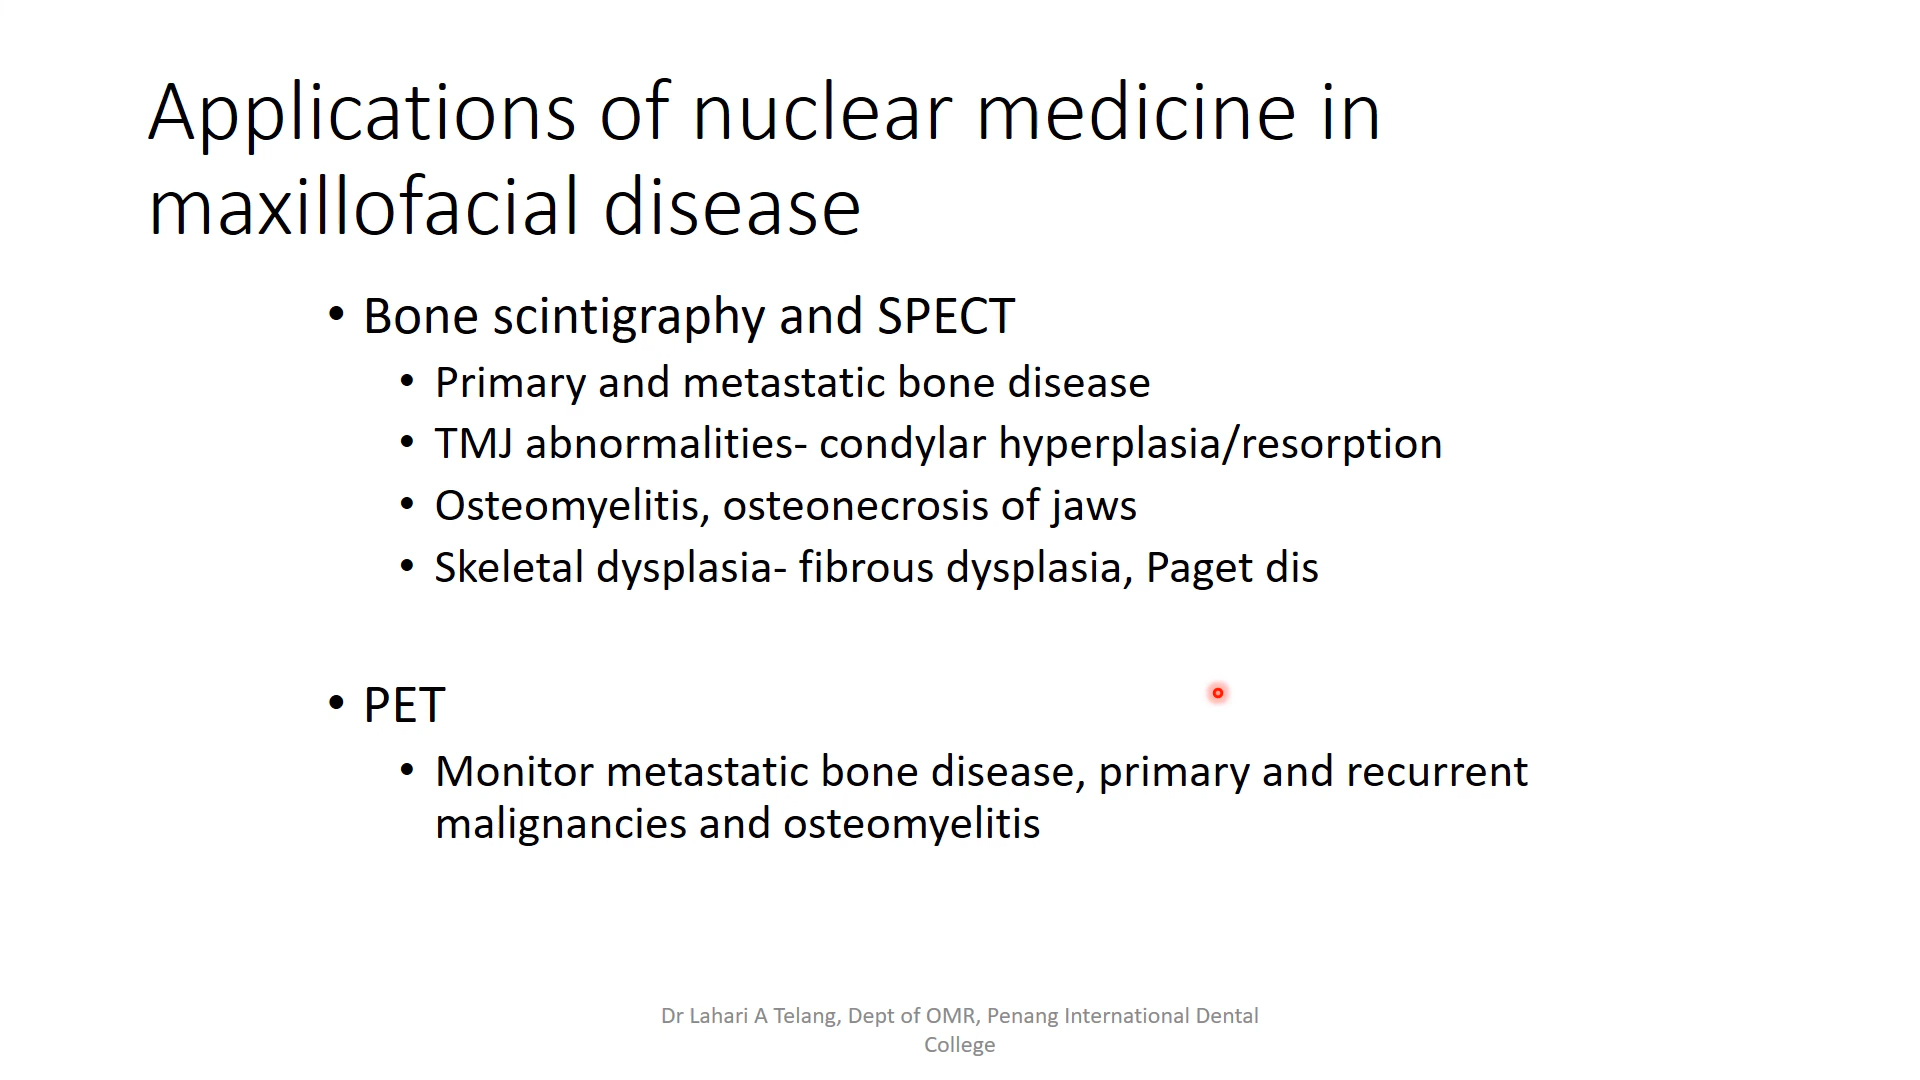 Applications of nuclear medicine in
maxillofacial disease
• Bone scintigraphy and SPECT
• Primary and metastatic bone disease
• TMJ abnormalities- condylar hyperplasia/resorption
• Osteomyelitis, osteonecrosis of jaws
• Skeletal dysplasia- fibrous dysplasia, Paget dis
• PET
• Monitor metastatic bone disease, primary and recurrent
malignancies and osteomyelitis
Dr Lahari A Telang, Dept of OMR, Penang International Dental
College